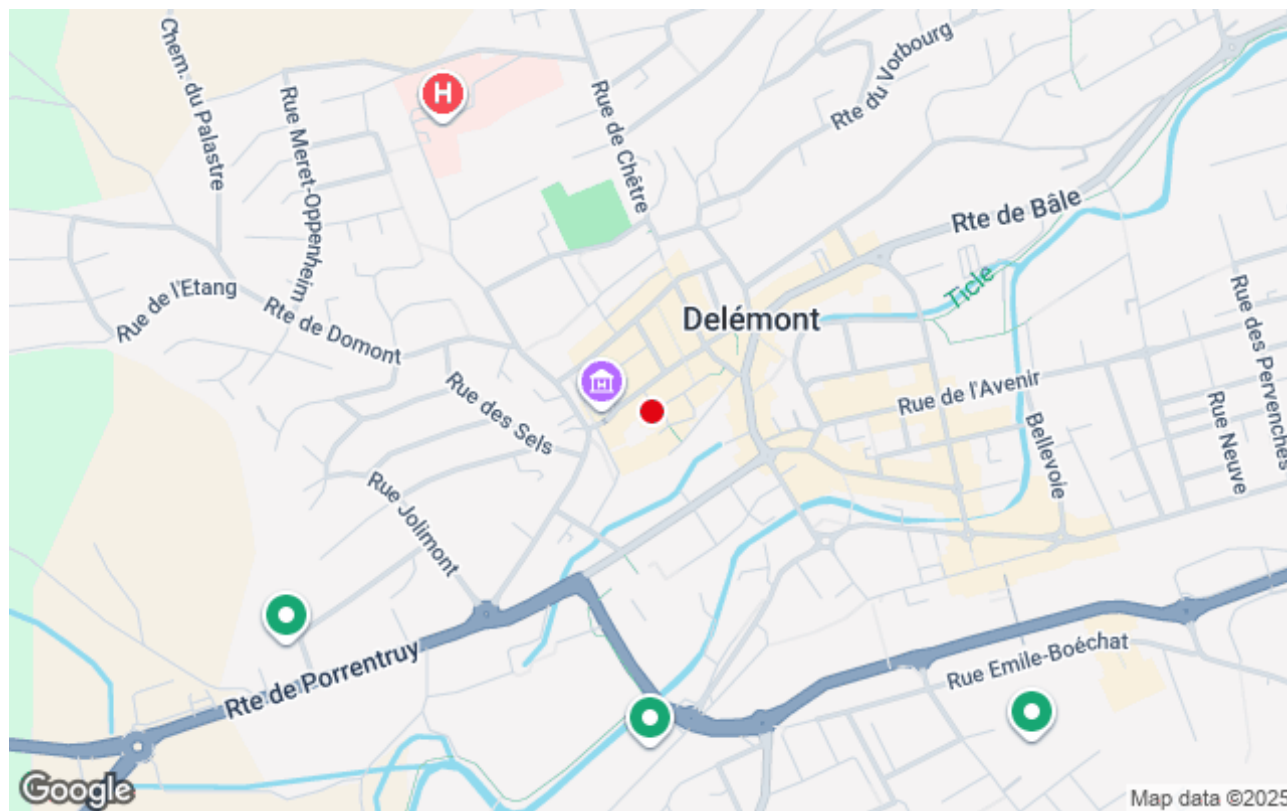 Chem. du Palastre
Rue Meret-Oppenheim
H
Rue de Chêtre
Rte du Vorbourg
Rte de Bâle
Ticle
Rue de l'Etang
Rte de Domont
Delémont
Rue des Pervenches
Rue des Sels
H
Rue de l'Avenir
Rue Neuve
Bellevoie
Rue Jolimont
Rte de Porrentruy
Rue Emile-Boéchat
Google
Map data ©2025